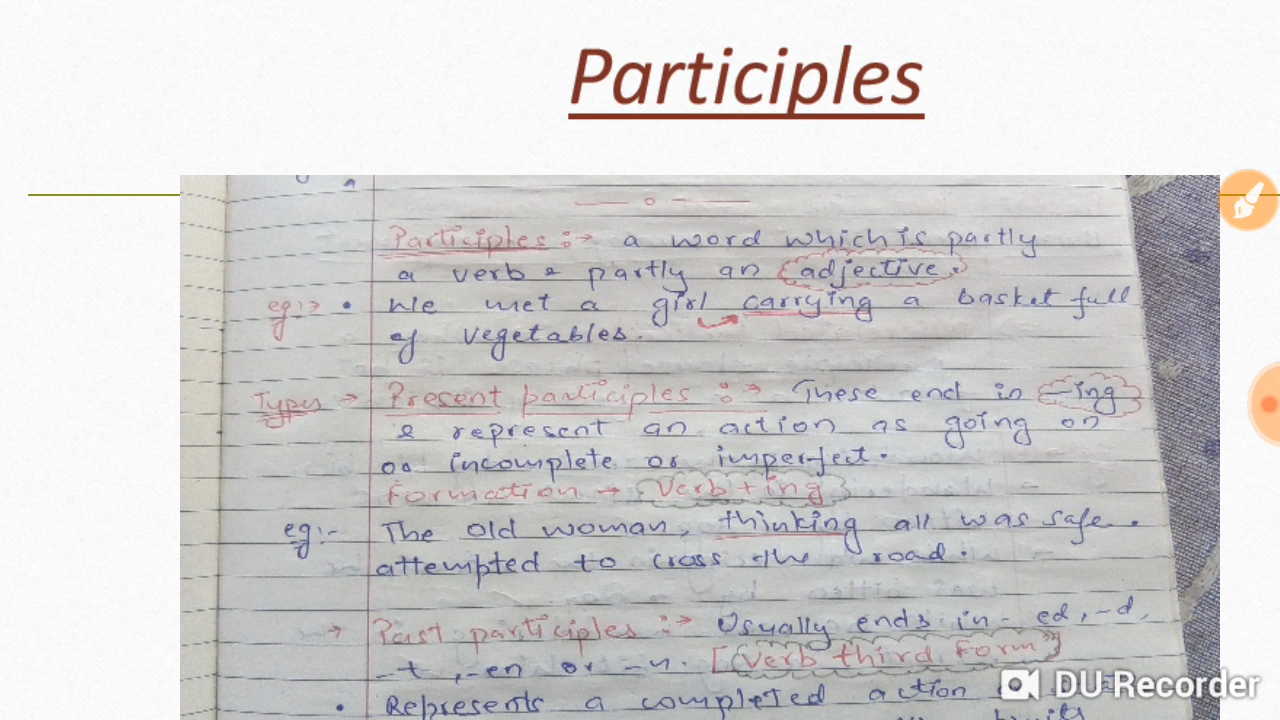 Participles
Participles :→ a word which is partly
a verb & partly an (adjective.)
eg :→ • We met a girl carrying a basket full
of vegetables.
Types → Present participles :→ These end in -ing
& represent an action as going on
or incomplete or imperfect.
Formation → Verb + ing
eg :- The old woman, thinking all was safe.
attempted to cross the road.
→ Past participles :→ Usually ends in - ed, -d,
-t, -en or -n. [Verb third form]
• Represents a completed action
DU Recorder